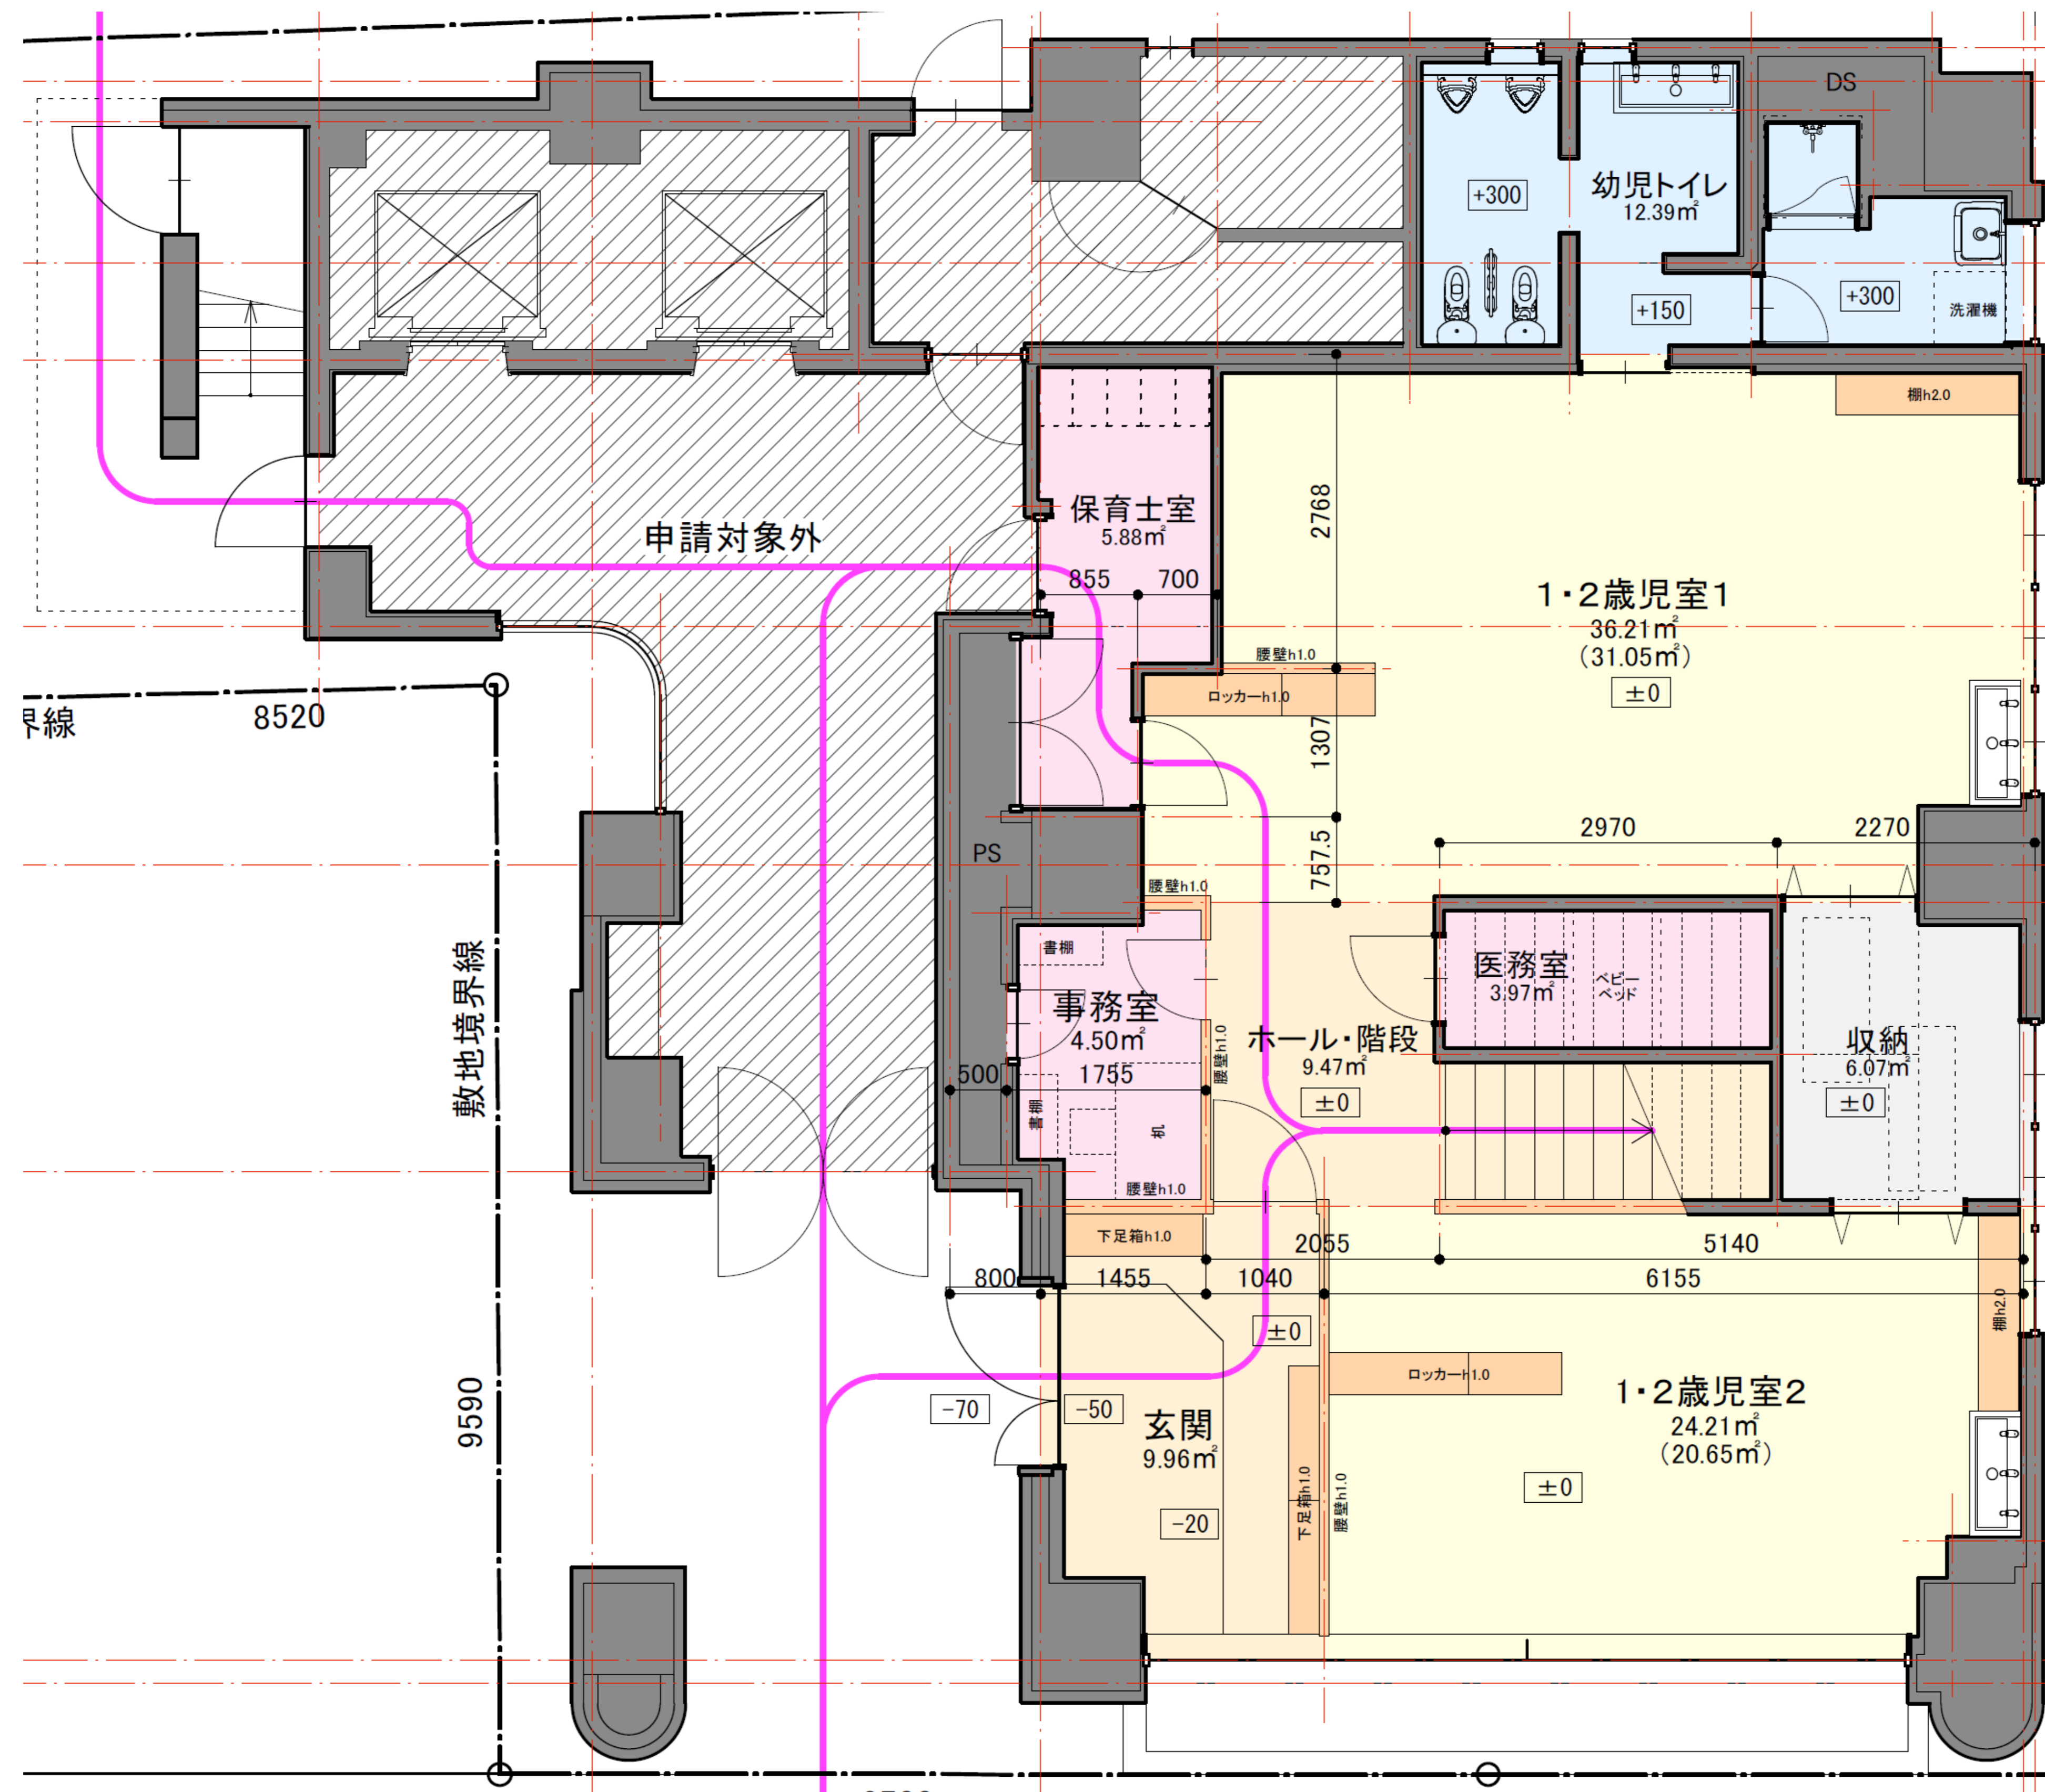 DS
+300
幼児トイレ
12.39㎡
+150
+300
洗濯機
棚h2.0
保育士室
5.88㎡
申請対象外
855
700
2768
1・2歳児室1
36.21㎡
(31.05㎡)
±0
腰壁h1.0
ロッカーh1.0
1307
界線
8520
757.5
2970
2270
PS
腰壁h1.0
書棚
事務室
4.50㎡
500
1755
書棚
机
腰壁h1.0
腰壁h1.0
ホール・階段
9.47㎡
±0
医務室
3.97㎡
ベビー
ベッド
収納
6.07㎡
±0
敷地境界線
下足箱h1.0
2055
5140
800
1455
1040
6155
±0
棚h2.0
ロッカーh1.0
1・2歳児室2
24.21㎡
(20.65㎡)
±0
-70
-50
玄関
9.96㎡
-20
下足箱h1.0
腰壁h1.0
9590